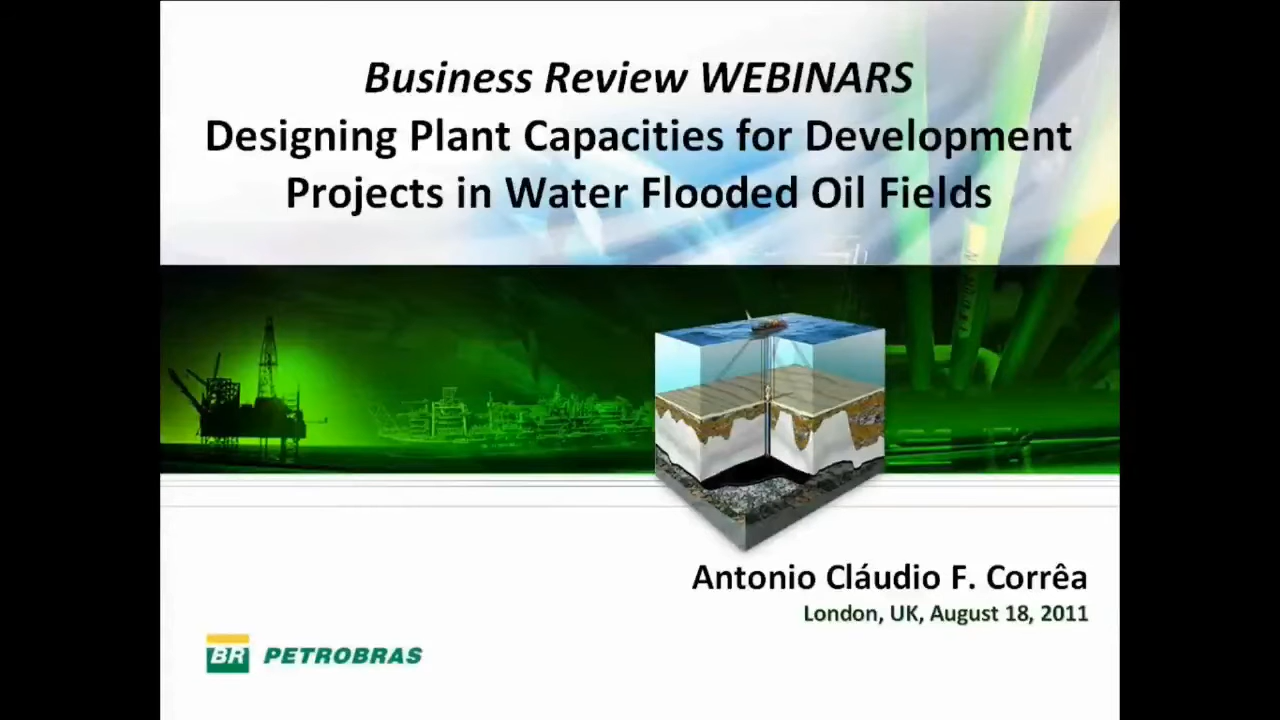 Business Review WEBINARS
Designing Plant Capacities for Development
Projects in Water Flooded Oil Fields
Antonio Cláudio F. Corrêa
London, UK, August 18, 2011
BR PETROBRAS